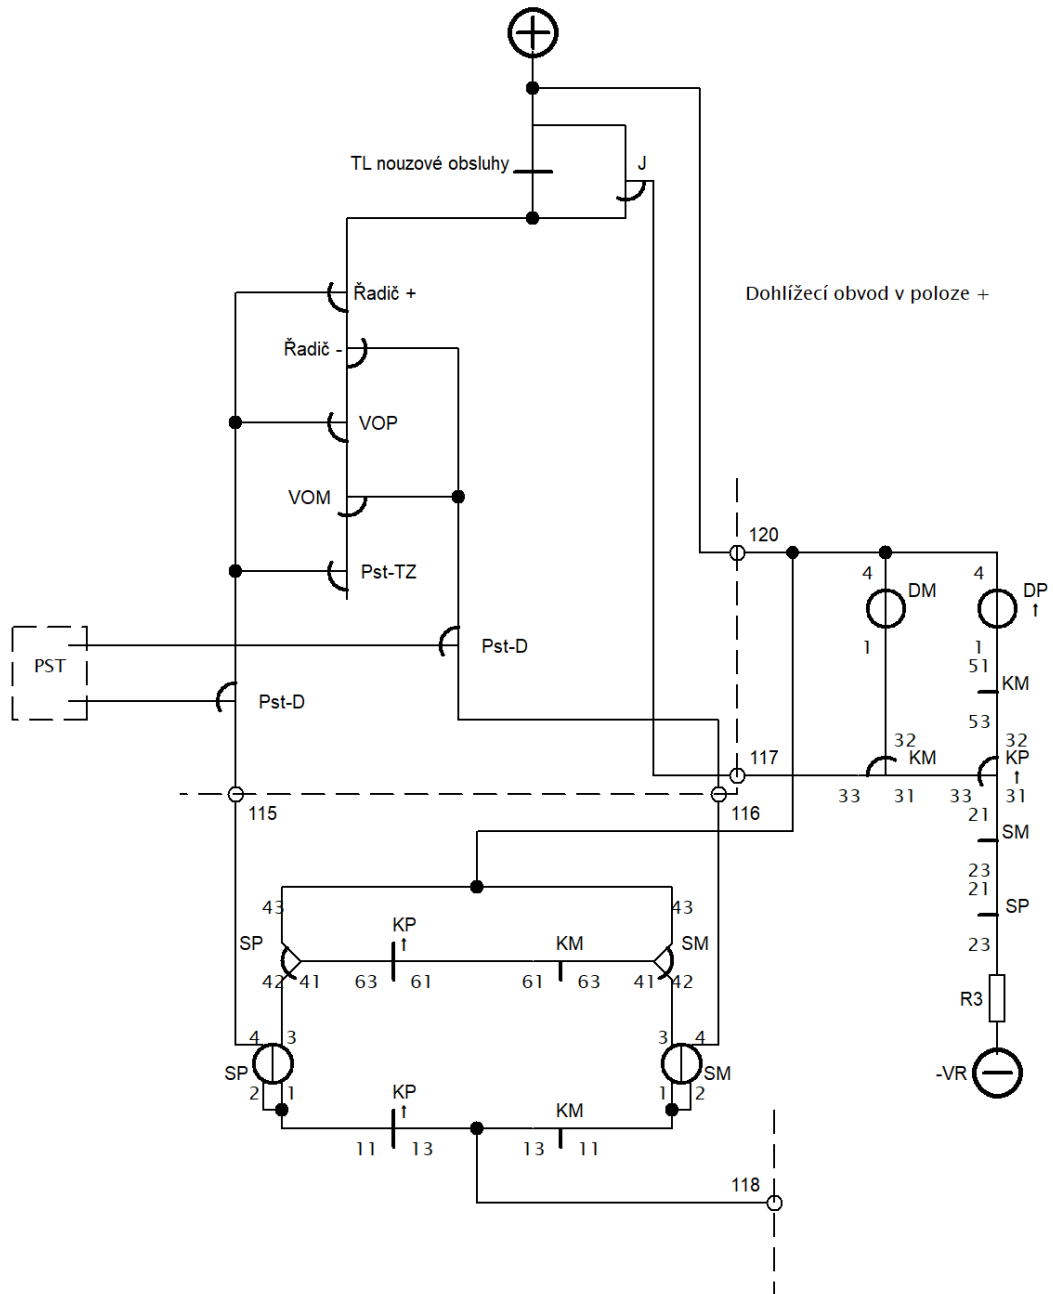 TL nouzové obsluhy
J
Řadič +
Dohlížecí obvod v poloze +
Řadič -
VOP
VOM
120
Pst-TZ
4
4
DM
DP
↑
1
1
Pst-D
PST
51
KM
Pst-D
53
32
32
117
KM
KP
↑
33
31
33
31
115
116
21
SM
23
21
43
43
SP
KP
↑
SP
KM
SM
23
42
41
63
61
61
63
41
42
R3
4
3
3
4
SP
SM
-VR
2
1
1
2
KP
↑
KM
11
13
13
11
118